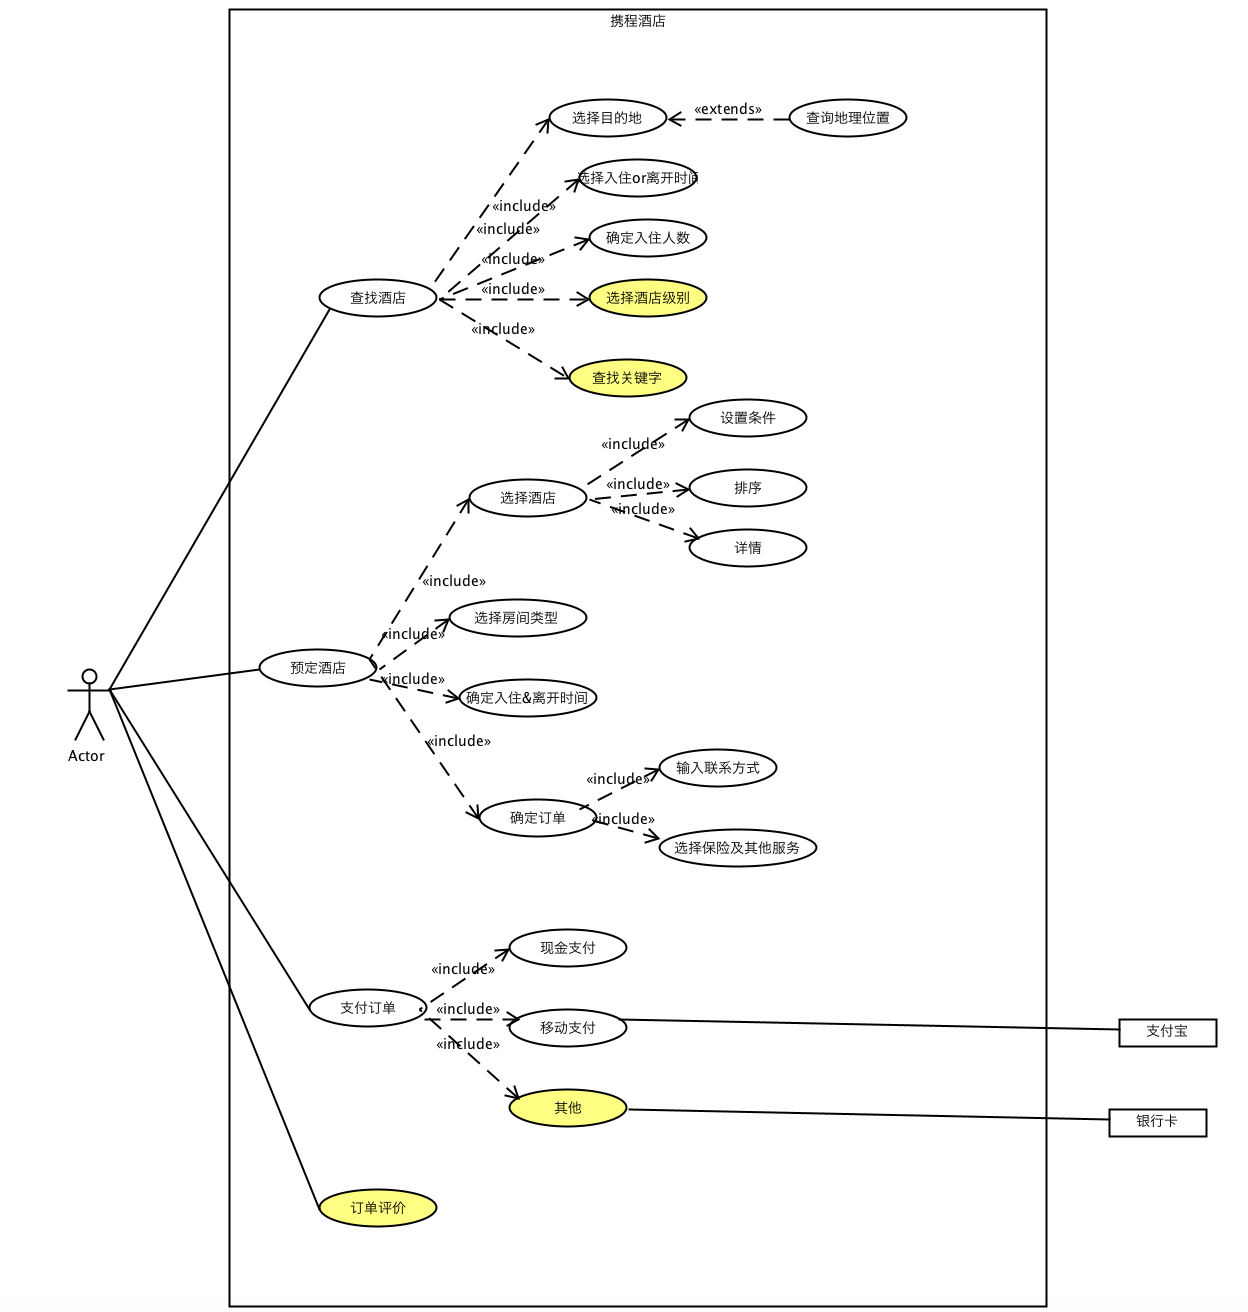 携程酒店
选择目的地
«extends»
查询地理位置
选择入住or离开时间
«include»
«include»
确定入住人数
«include»
查找酒店
«include»
选择酒店级别
«include»
查找关键字
设置条件
«include»
选择酒店
«include»
排序
«include»
详情
«include»
选择房间类型
«include»
预定酒店
«include»
确定入住&离开时间
Actor
«include»
输入联系方式
«include»
确定订单
«include»
选择保险及其他服务
现金支付
«include»
支付订单
«include»
移动支付
支付宝
«include»
其他
银行卡
订单评价